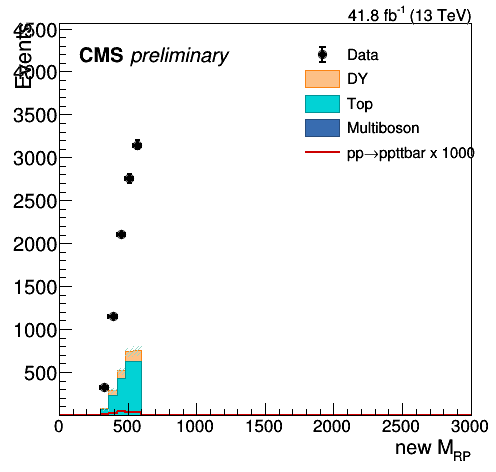 41.8 fb⁻¹ (13 TeV)
Events
CMS preliminary
Data
DY
Top
Multiboson
pp→ppttbar x 1000
4500
4000
3500
3000
2500
2000
1500
1000
500
0 500 1000 1500 2000 2500 3000
new M_RP